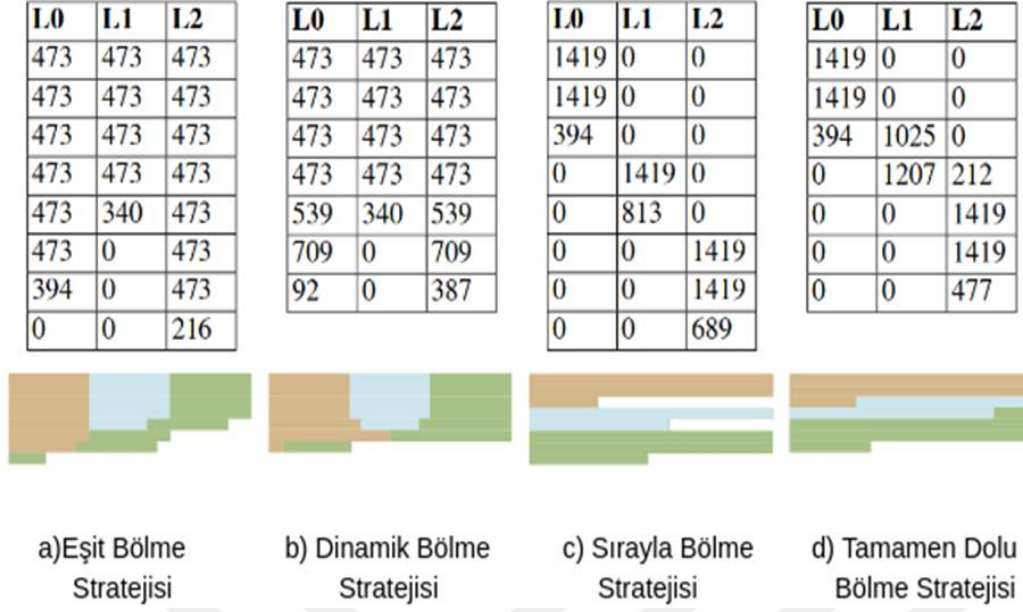 L0 L1 L2
473 473 473
473 473 473
473 473 473
473 473 473
473 340 473
473 0 473
394 0 473
0 0 216
L0 L1 L2
473 473 473
473 473 473
473 473 473
473 473 473
539 340 539
709 0 709
92 0 387
L0 L1 L2
1419 0 0
1419 0 0
394 0 0
0 1419 0
0 813 0
0 0 1419
0 0 1419
0 0 689
L0 L1 L2
1419 0 0
1419 0 0
394 1025 0
0 1207 212
0 0 1419
0 0 1419
0 0 477
a)Eşit Bölme
Stratejisi
b) Dinamik Bölme
Stratejisi
c) Sırayla Bölme
Stratejisi
d) Tamamen Dolu
Bölme Stratejisi